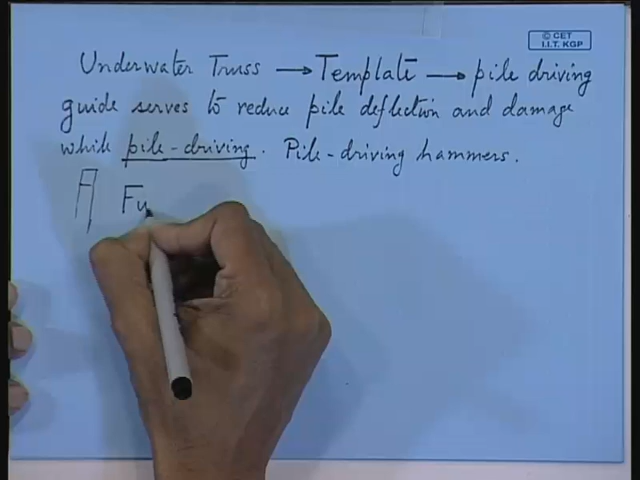 © CET
I.I.T. KGP
Underwater Truss → Template → pile driving
guide serves to reduce pile deflection and damage
while pile-driving. Pile-driving hammers.
Fu